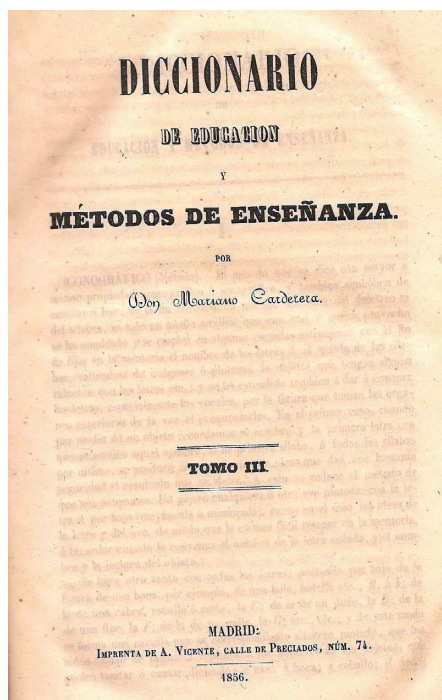 DICCIONARIO
DE EDUCACION
Y
MÉTODOS DE ENSEÑANZA.
POR
Don Mariano Carderera.
TOMO III.
MADRID:
IMPRENTA DE A. VICENTE, CALLE DE PRECIADOS, NÚM. 74.
1856.